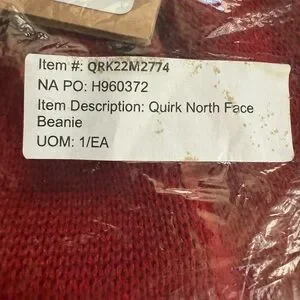 Item #: QRK22M2774
NA PO: H960372
Item Description: Quirk North Face
Beanie
UOM: 1/EA